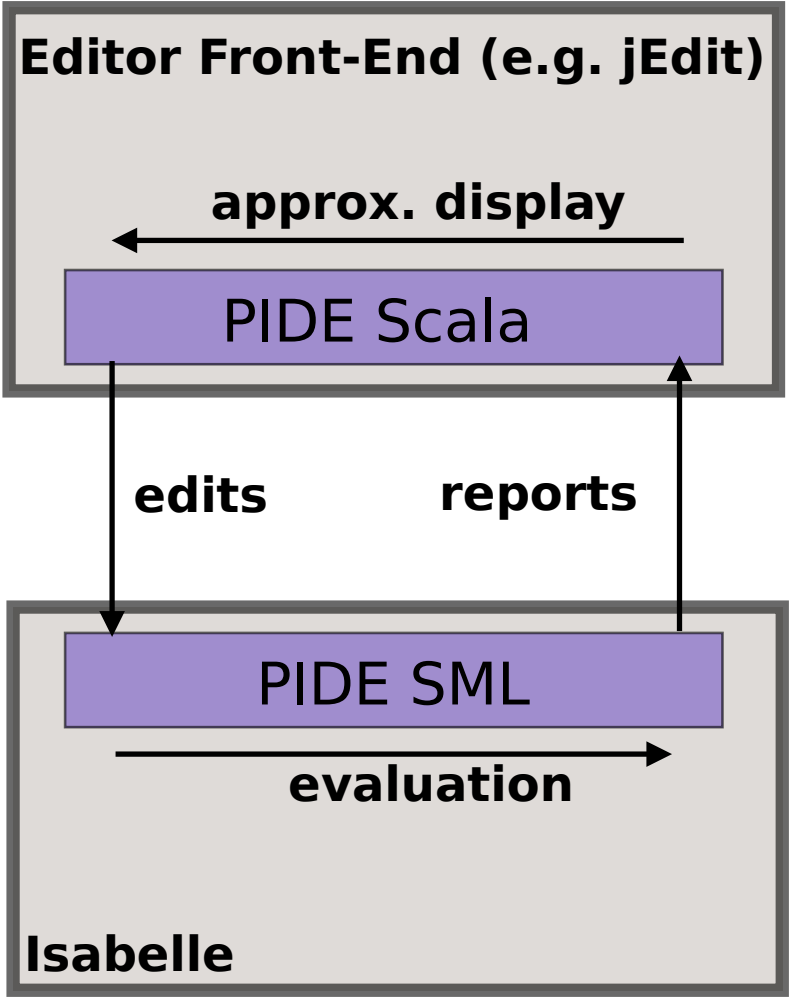 Editor Front-End (e.g. jEdit)
approx. display
PIDE Scala
edits
reports
PIDE SML
evaluation
Isabelle